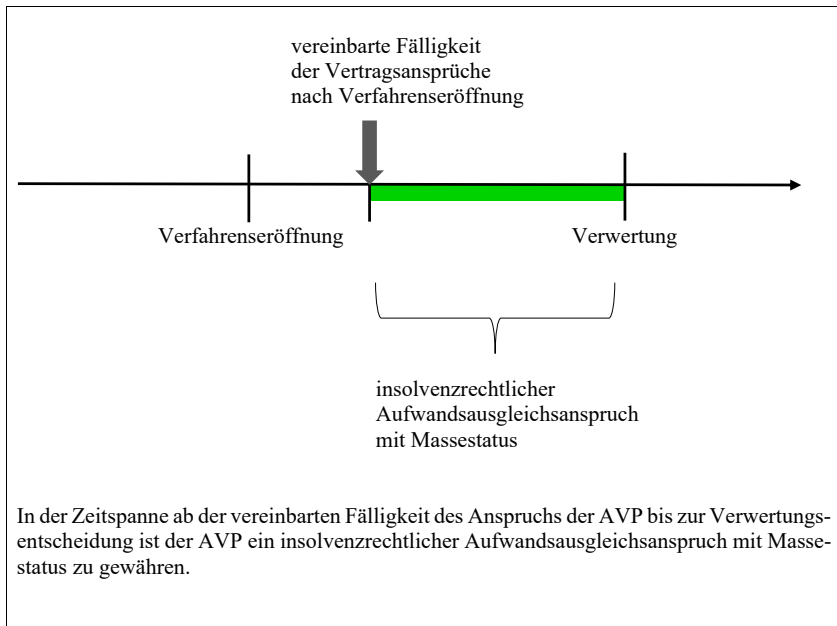 vereinbarte Fälligkeit
der Vertragsansprüche
nach Verfahrenseröffnung
Verfahrenseröffnung
Verwertung
insolvenzrechtlicher
Aufwandsausgleichsanspruch
mit Massestatus
In der Zeitspanne ab der vereinbarten Fälligkeit des Anspruchs der AVP bis zur Verwertungs-
entscheidung ist der AVP ein insolvenzrechtlicher Aufwandsausgleichsanspruch mit Masse-
status zu gewähren.